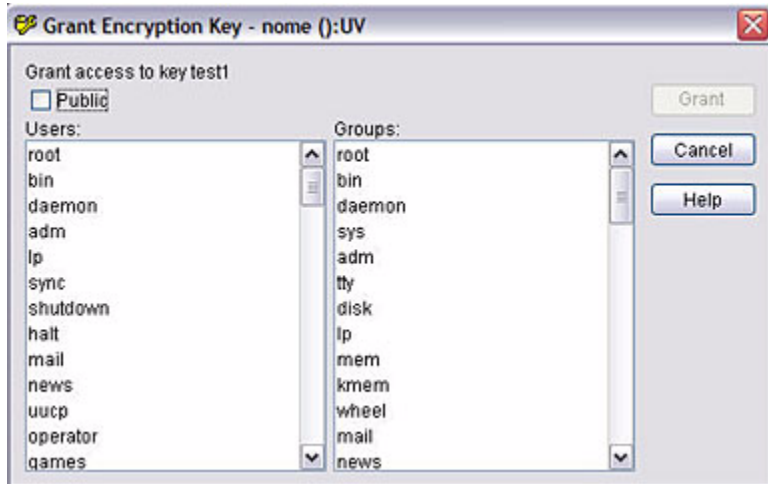 Grant Encryption Key - nome ():UV
Grant access to key test1
Public
Users:
root
bin
daemon
adm
lp
sync
shutdown
halt
mail
news
uucp
operator
games
Groups:
root
bin
daemon
sys
adm
tty
disk
lp
mem
kmem
wheel
mail
news
Grant
Cancel
Help